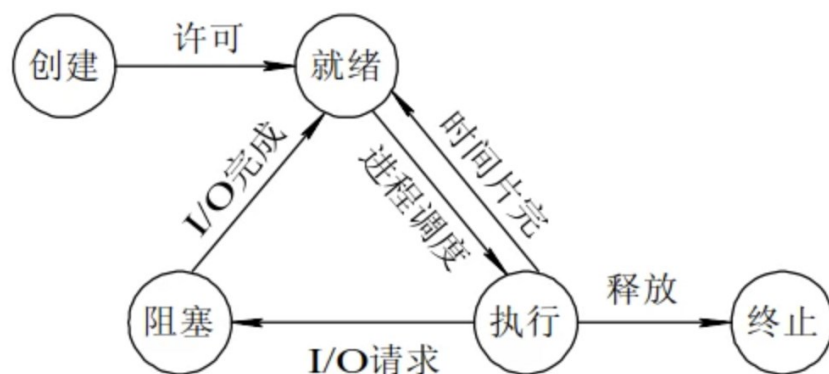 许可
创建
就绪
I/O完成
进程调度
时间片完
阻塞
执行
释放
终止
I/O请求